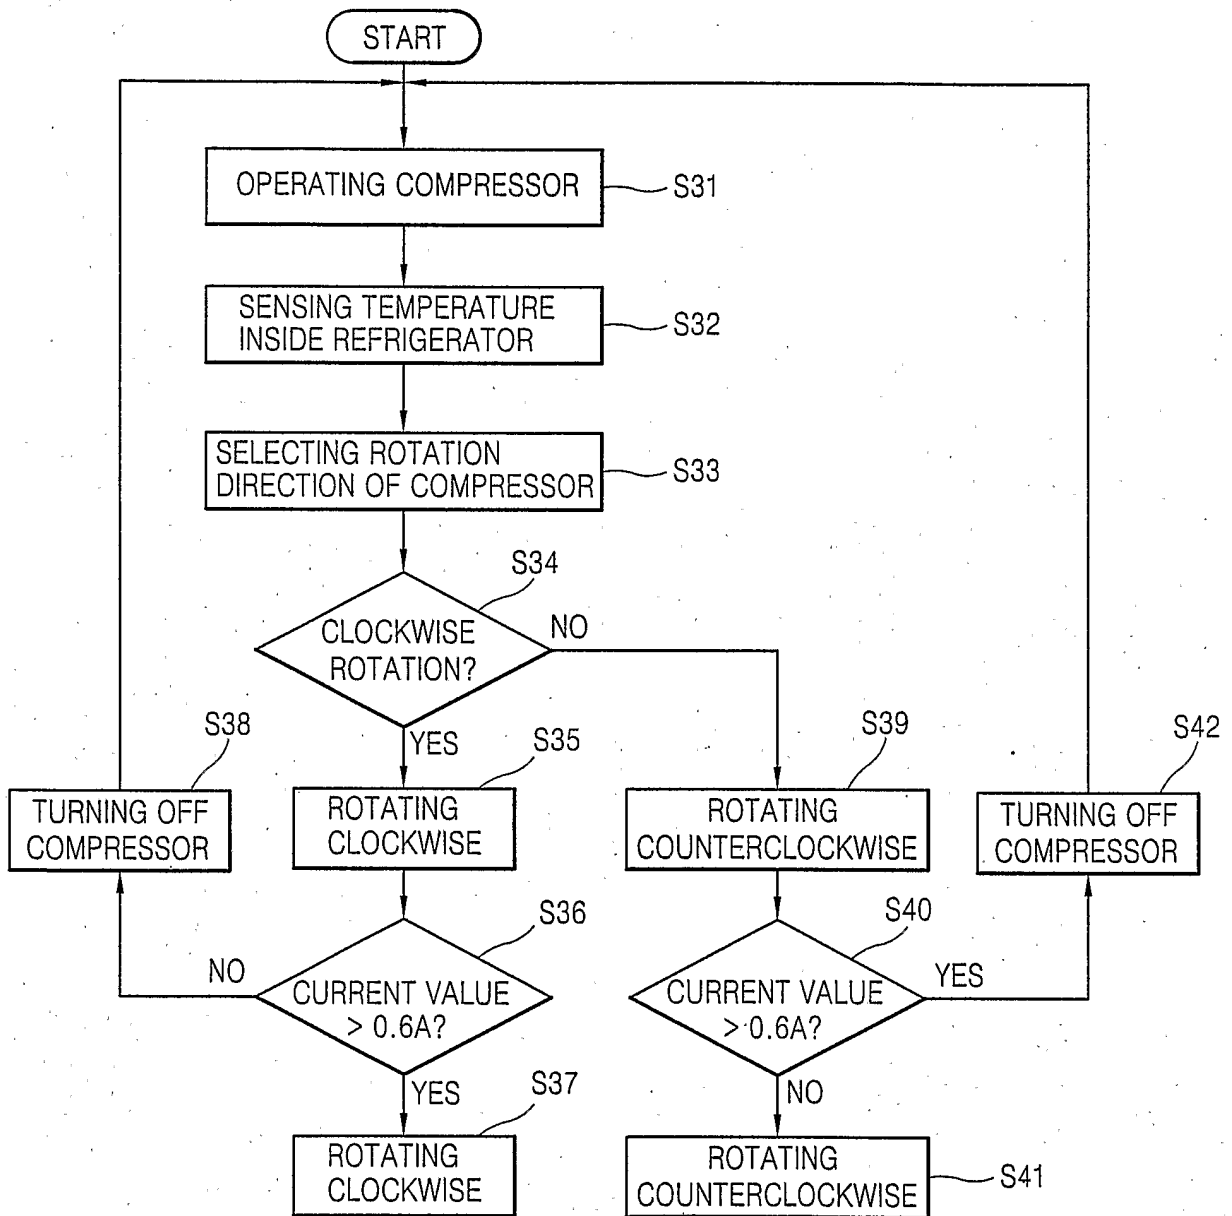 START
OPERATING COMPRESSOR
S31
SENSING TEMPERATURE
INSIDE REFRIGERATOR
S32
SELECTING ROTATION
DIRECTION OF COMPRESSOR
S33
S34
CLOCKWISE
ROTATION?
NO
YES
S38
TURNING OFF
COMPRESSOR
S35
ROTATING
CLOCKWISE
S39
ROTATING
COUNTERCLOCKWISE
S42
TURNING OFF
COMPRESSOR
S36
CURRENT VALUE
> 0.6A?
NO
YES
S40
CURRENT VALUE
> 0.6A?
YES
NO
S37
ROTATING
CLOCKWISE
ROTATING
COUNTERCLOCKWISE
S41